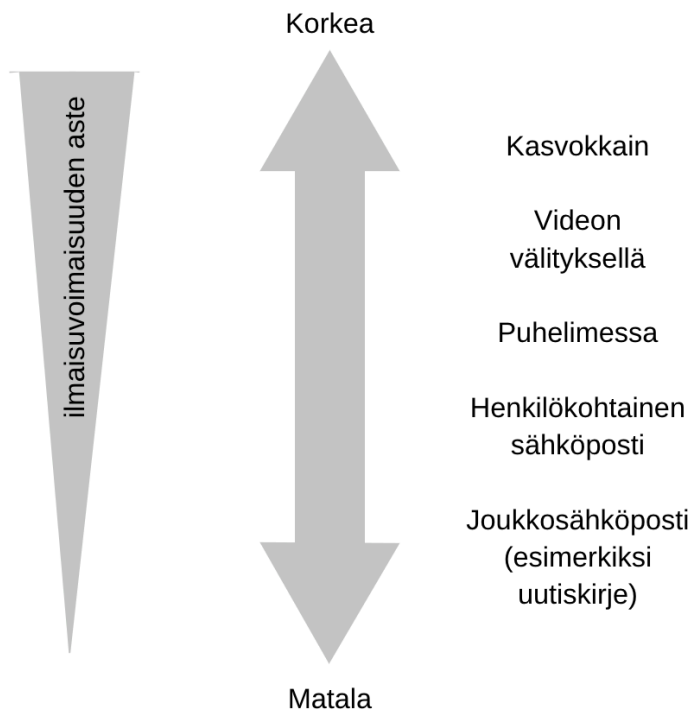 Korkea
ilmaisuvoimaisuuden aste
Kasvokkain
Videon
välityksellä
Puhelimessa
Henkilökohtainen
sähköposti
Joukkosähköposti
(esimerkiksi
uutiskirje)
Matala